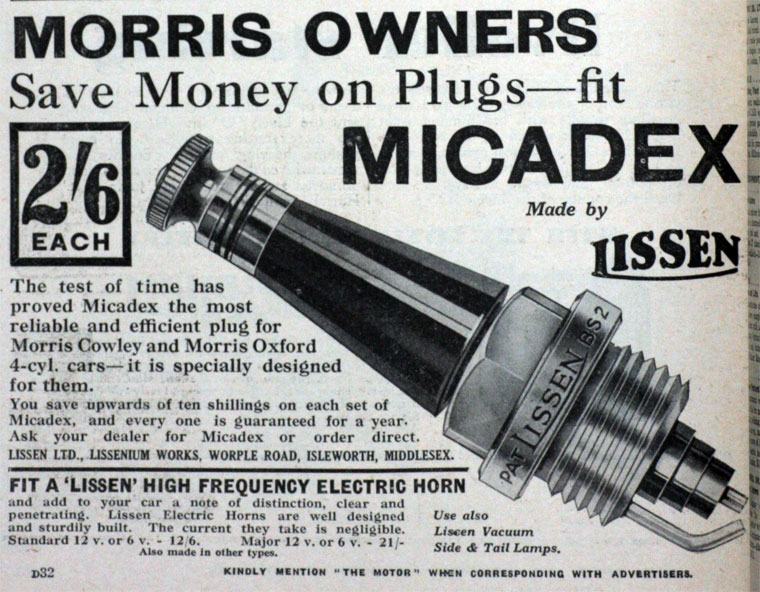 MORRIS OWNERS
Save Money on Plugs—fit
MICADEX
2/6
EACH
Made by
LISSEN
The test of time has
proved Micadex the most
reliable and efficient plug for
Morris Cowley and Morris Oxford
4-cyl. cars—it is specially designed
for them.
You save upwards of ten shillings on each set of
Micadex, and every one is guaranteed for a year.
Ask your dealer for Micadex or order direct.
LISSEN LTD., LISSENIUM WORKS, WORPLE ROAD, ISLEWORTH, MIDDLESEX.
PAT LISSEN BS2
FIT A 'LISSEN' HIGH FREQUENCY ELECTRIC HORN
and add to your car a note of distinction, clear and
penetrating. Lissen Electric Horns are well designed
and sturdily built. The current they take is negligible.
Standard 12 v. or 6 v. - 12/6. Major 12 v. or 6 v. - 21/-
Also made in other types.
Use also
Lissen Vacuum
Side & Tail Lamps.
D32
KINDLY MENTION "THE MOTOR" WHEN CORRESPONDING WITH ADVERTISERS.